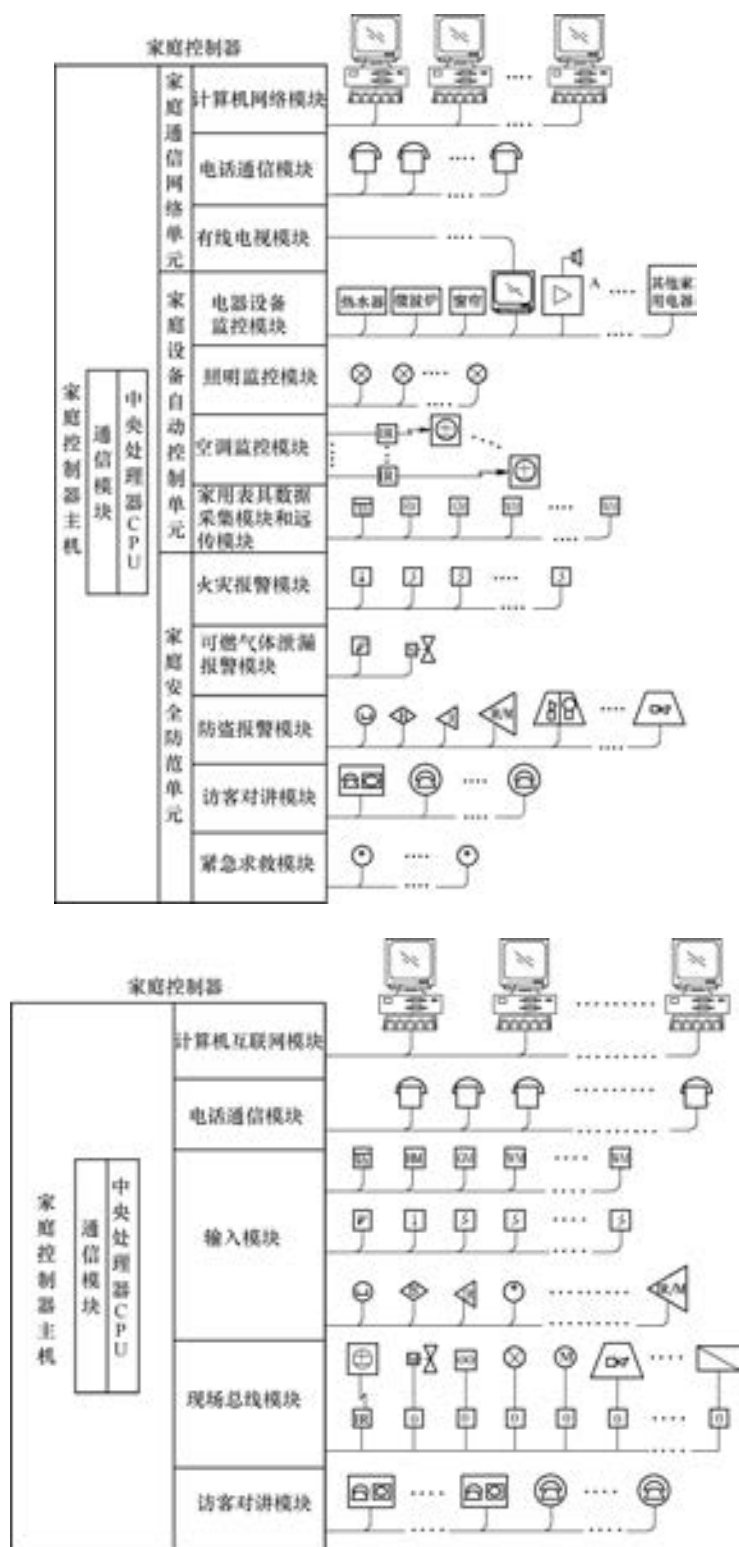 家庭控制器
家庭控制器主机
通信模块
中央处理器CPU
家庭通信网络单元
计算机网络模块
电话通信模块
有线电视模块
家庭设备自动控制单元
电器设备
监控模块
热水器
微波炉
窗帘
A
其他家
用电器
照明监控模块
空调监控模块
IR
IR
家用表具数据
采集模块和远
传模块
家庭安全防范单元
火灾报警模块
可燃气体泄漏
报警模块
防盗报警模块
IR/M
访客对讲模块
紧急求救模块
家庭控制器
家庭控制器主机
通信模块
中央处理器CPU
计算机互联网模块
电话通信模块
输入模块
IR/M
现场总线模块
M
IR
访客对讲模块